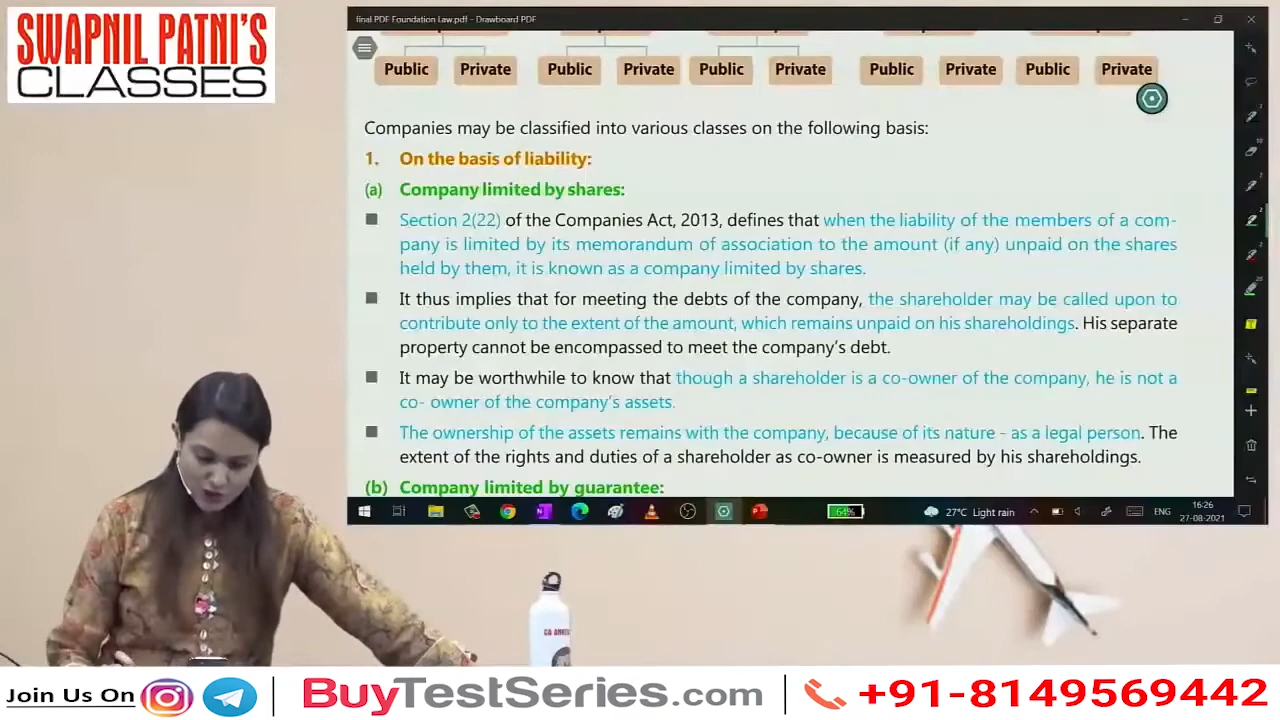 SWAPNIL PATNI'S
CLASSES
final PDF Foundation Law.pdf - Drawboard PDF
Public Private Public Private Public Private Public Private Public Private
Companies may be classified into various classes on the following basis:
1. On the basis of liability:
(a) Company limited by shares:
■ Section 2(22) of the Companies Act, 2013, defines that when the liability of the members of a com-
pany is limited by its memorandum of association to the amount (if any) unpaid on the shares
held by them, it is known as a company limited by shares.
■ It thus implies that for meeting the debts of the company, the shareholder may be called upon to
contribute only to the extent of the amount, which remains unpaid on his shareholdings. His separate
property cannot be encompassed to meet the company's debt.
■ It may be worthwhile to know that though a shareholder is a co-owner of the company, he is not a
co- owner of the company's assets.
■ The ownership of the assets remains with the company, because of its nature - as a legal person. The
extent of the rights and duties of a shareholder as co-owner is measured by his shareholdings.
(b) Company limited by guarantee:
64%
27°C Light rain
ENG
16:26
27-08-2021
Join Us On
BuyTestSeries.com
+91-8149569442